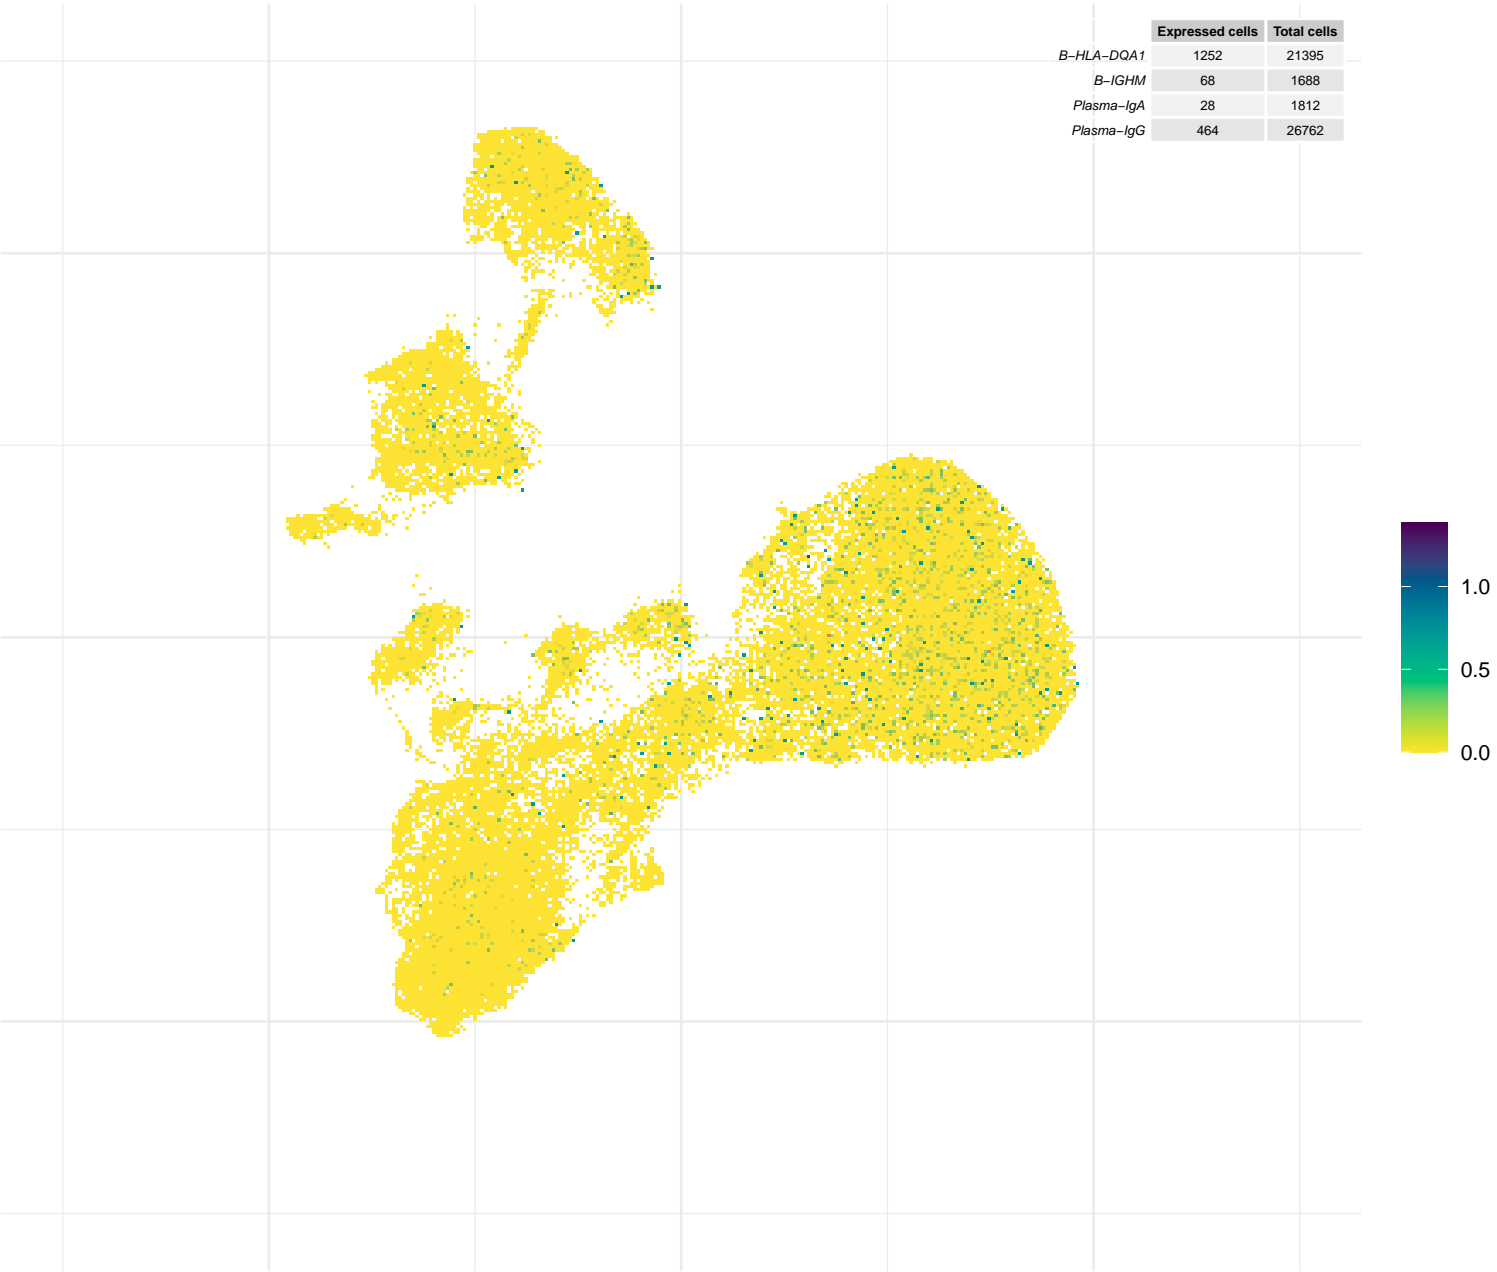 Expressed cells Total cells
B−HLA−DQA1 1252 21395
B−IGHM 68 1688
Plasma−IgA 28 1812
Plasma−IgG 464 26762
1.0
0.5
0.0